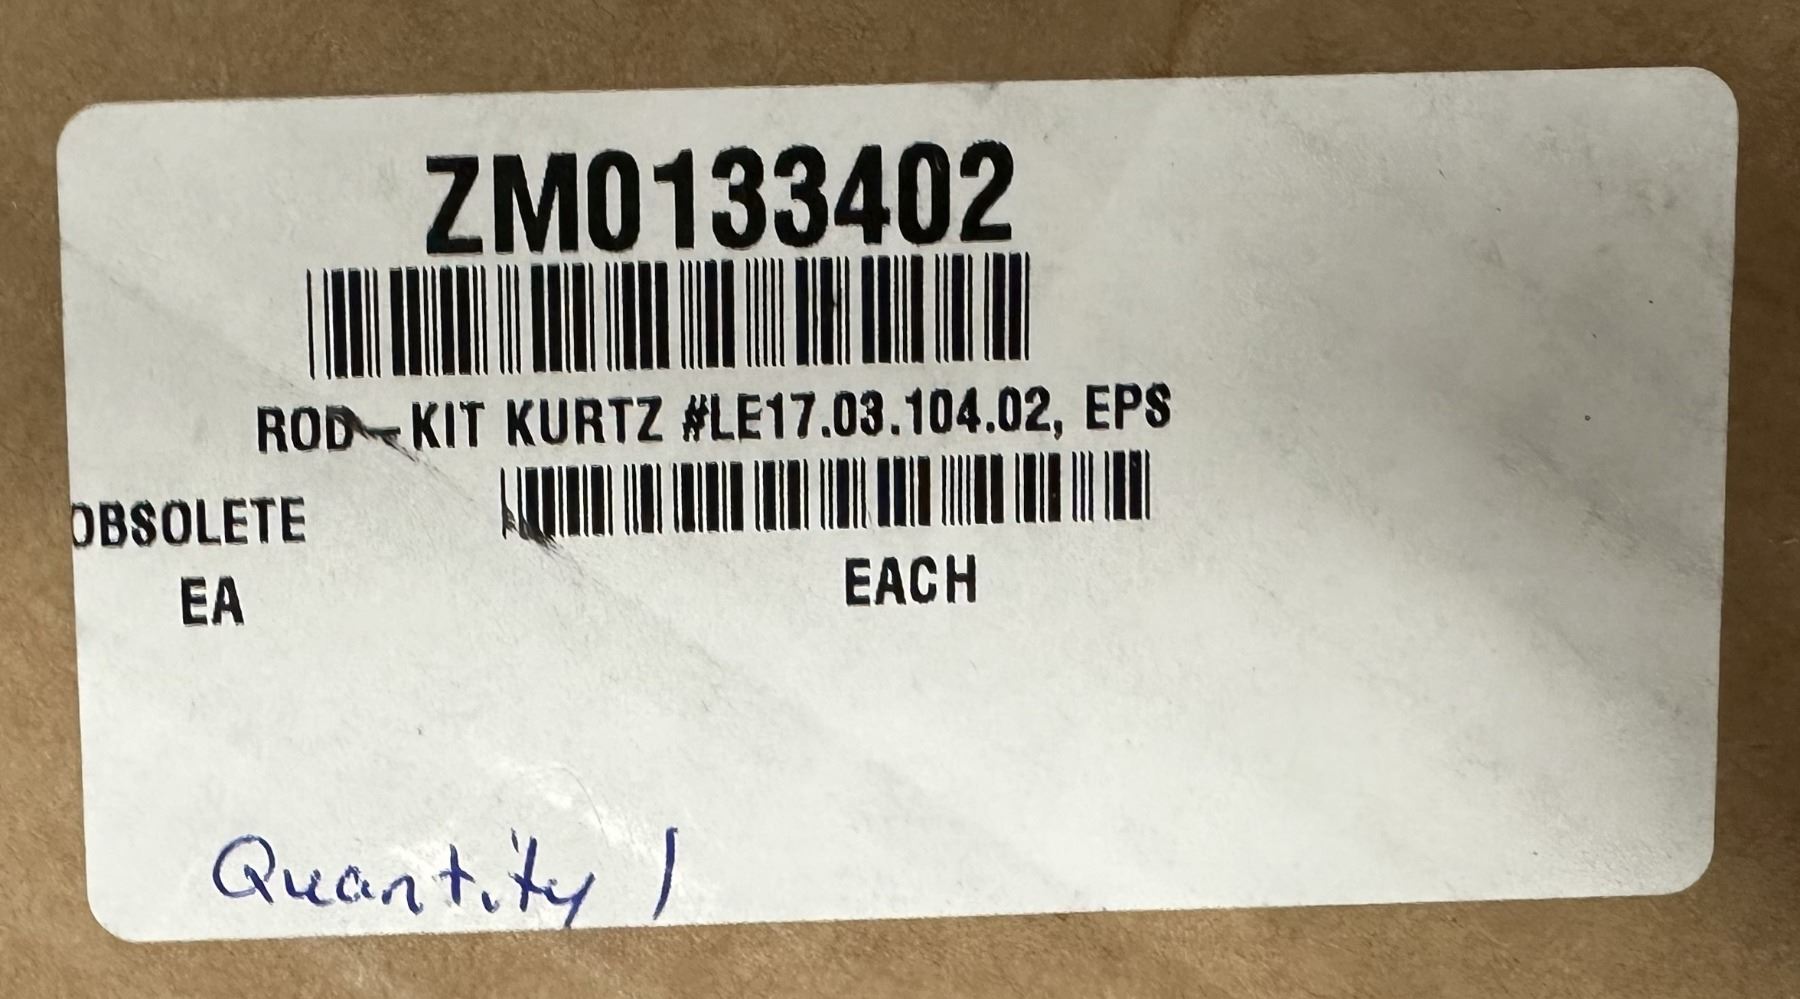 ZM0133402
ROD-KIT KURTZ #LE17.03.104.02, EPS
OBSOLETE
EA EACH
Quantity 1